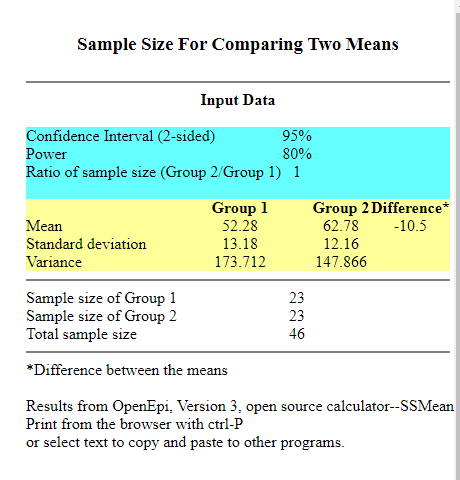 Sample Size For Comparing Two Means
Input Data
Confidence Interval (2-sided) 95%
Power 80%
Ratio of sample size (Group 2/Group 1) 1
Group 1 Group 2 Difference*
Mean 52.28 62.78 -10.5
Standard deviation 13.18 12.16
Variance 173.712 147.866
Sample size of Group 1 23
Sample size of Group 2 23
Total sample size 46
*Difference between the means
Results from OpenEpi, Version 3, open source calculator--SSMean
Print from the browser with ctrl-P
or select text to copy and paste to other programs.